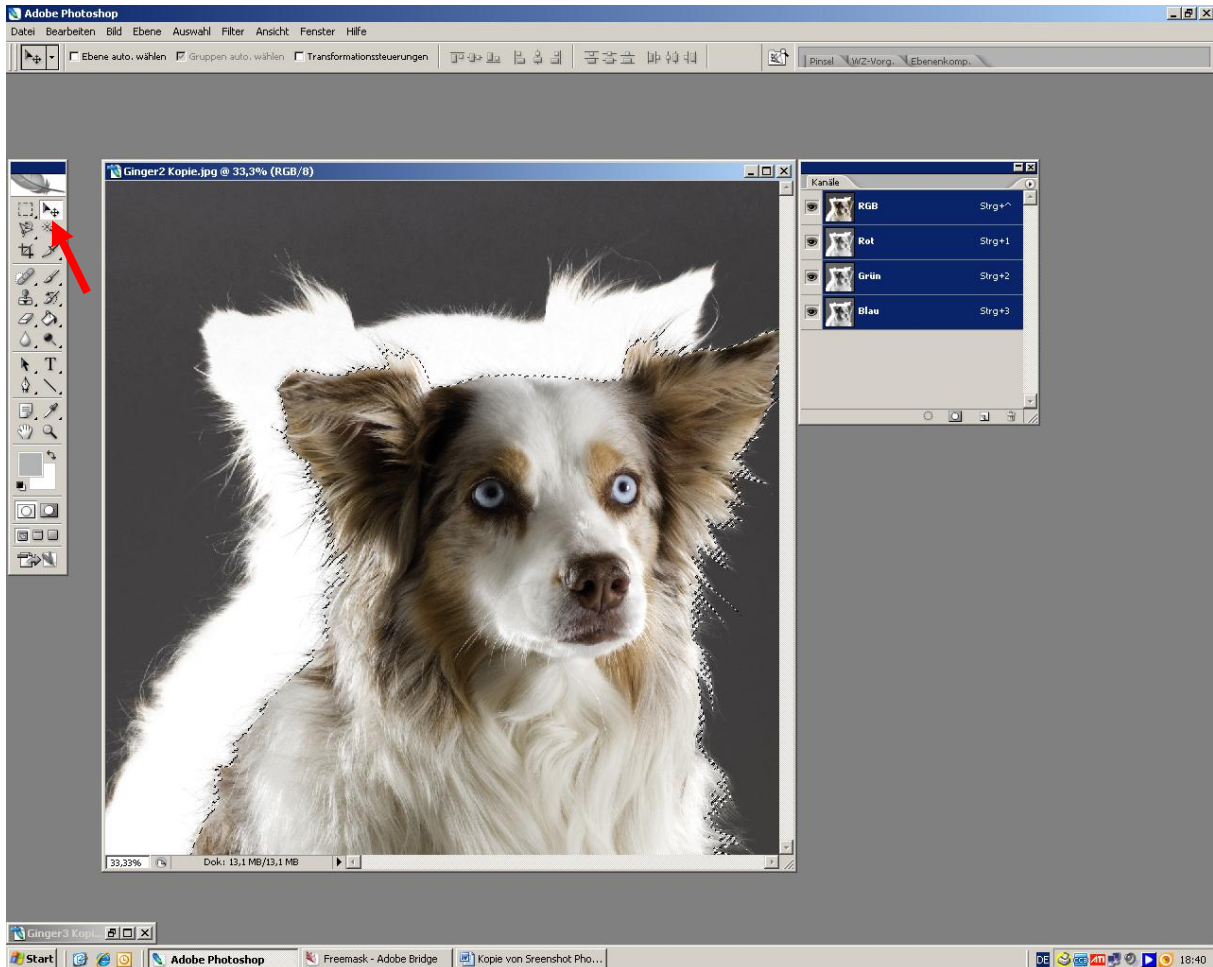 Adobe Photoshop
Datei Bearbeiten Bild Ebene Auswahl Filter Ansicht Fenster Hilfe
Ebene auto. wählen Gruppen auto. wählen Transformationssteuerungen
Pinsel WZ-Vorg. Ebenenkomp.
Ginger2 Kopie.jpg @ 33,3% (RGB/8)
Kanäle
RGB Strg+^
Rot Strg+1
Grün Strg+2
Blau Strg+3
T
33,33% Dok: 13,1 MB/13,1 MB
Ginger3 Kopi...
Start Adobe Photoshop Freemask - Adobe Bridge Kopie von Sreenshot Pho... DE ATI 18:40